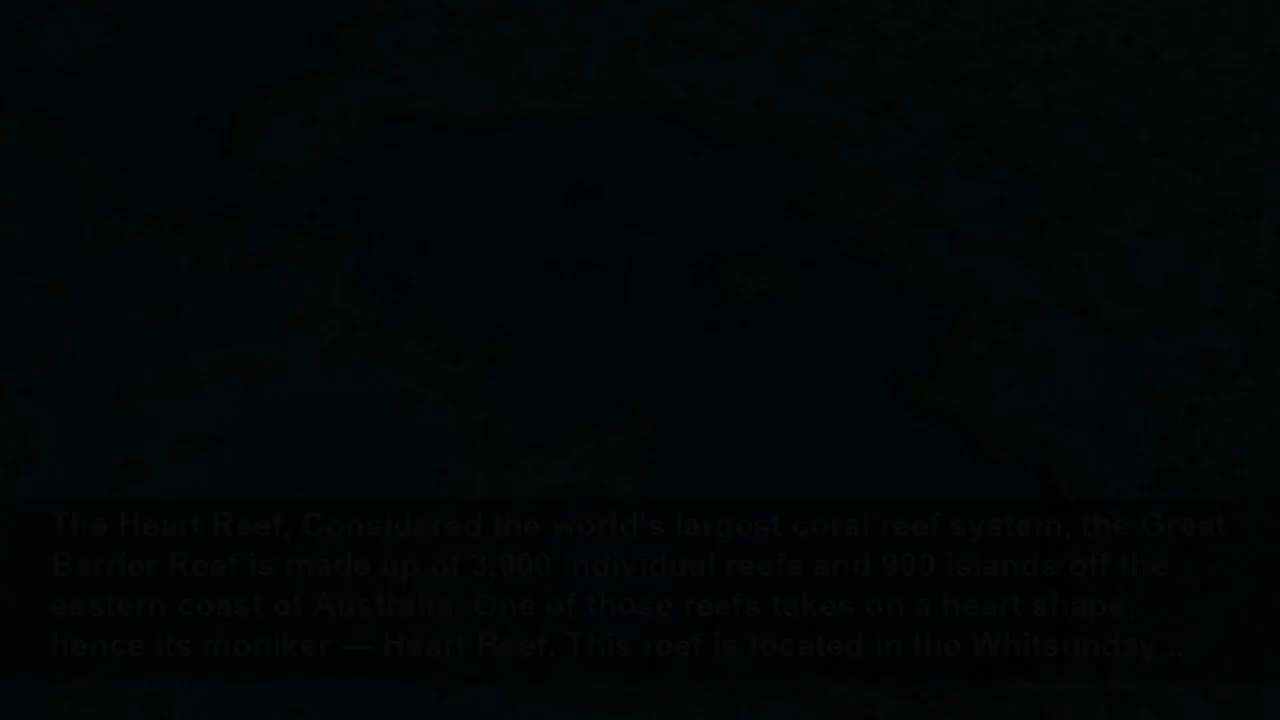 The Heart Reef, Considered the world's largest coral reef system, the Great
Barrier Reef is made up of 3,000 individual reefs and 900 islands off the
eastern coast of Australia. One of those reefs takes on a heart shape,
hence its moniker — Heart Reef. This reef is located in the Whitsunday...